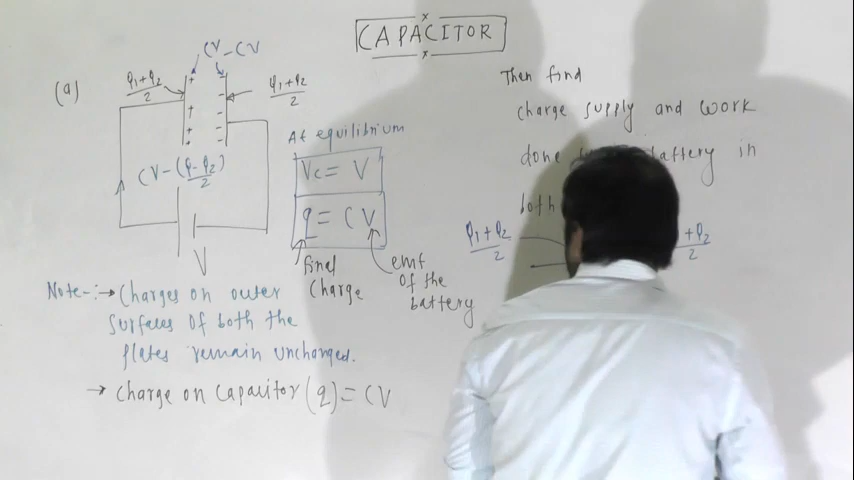 CAPACITOR
(a)
CV -CV
q1+q2
2
q1+q2
2
+ -
CV-(q1-q2)
2
V
At equilibrium
Vc = V
q = CV
final
charge
emf
of the
battery
Note-:→ Charges on outer
surfaces of both the
plates remain unchanged.
→ charge on capacitor (q) = CV
Then find
charge supply and work
done battery in
both
q1+q2
2
+q2
2